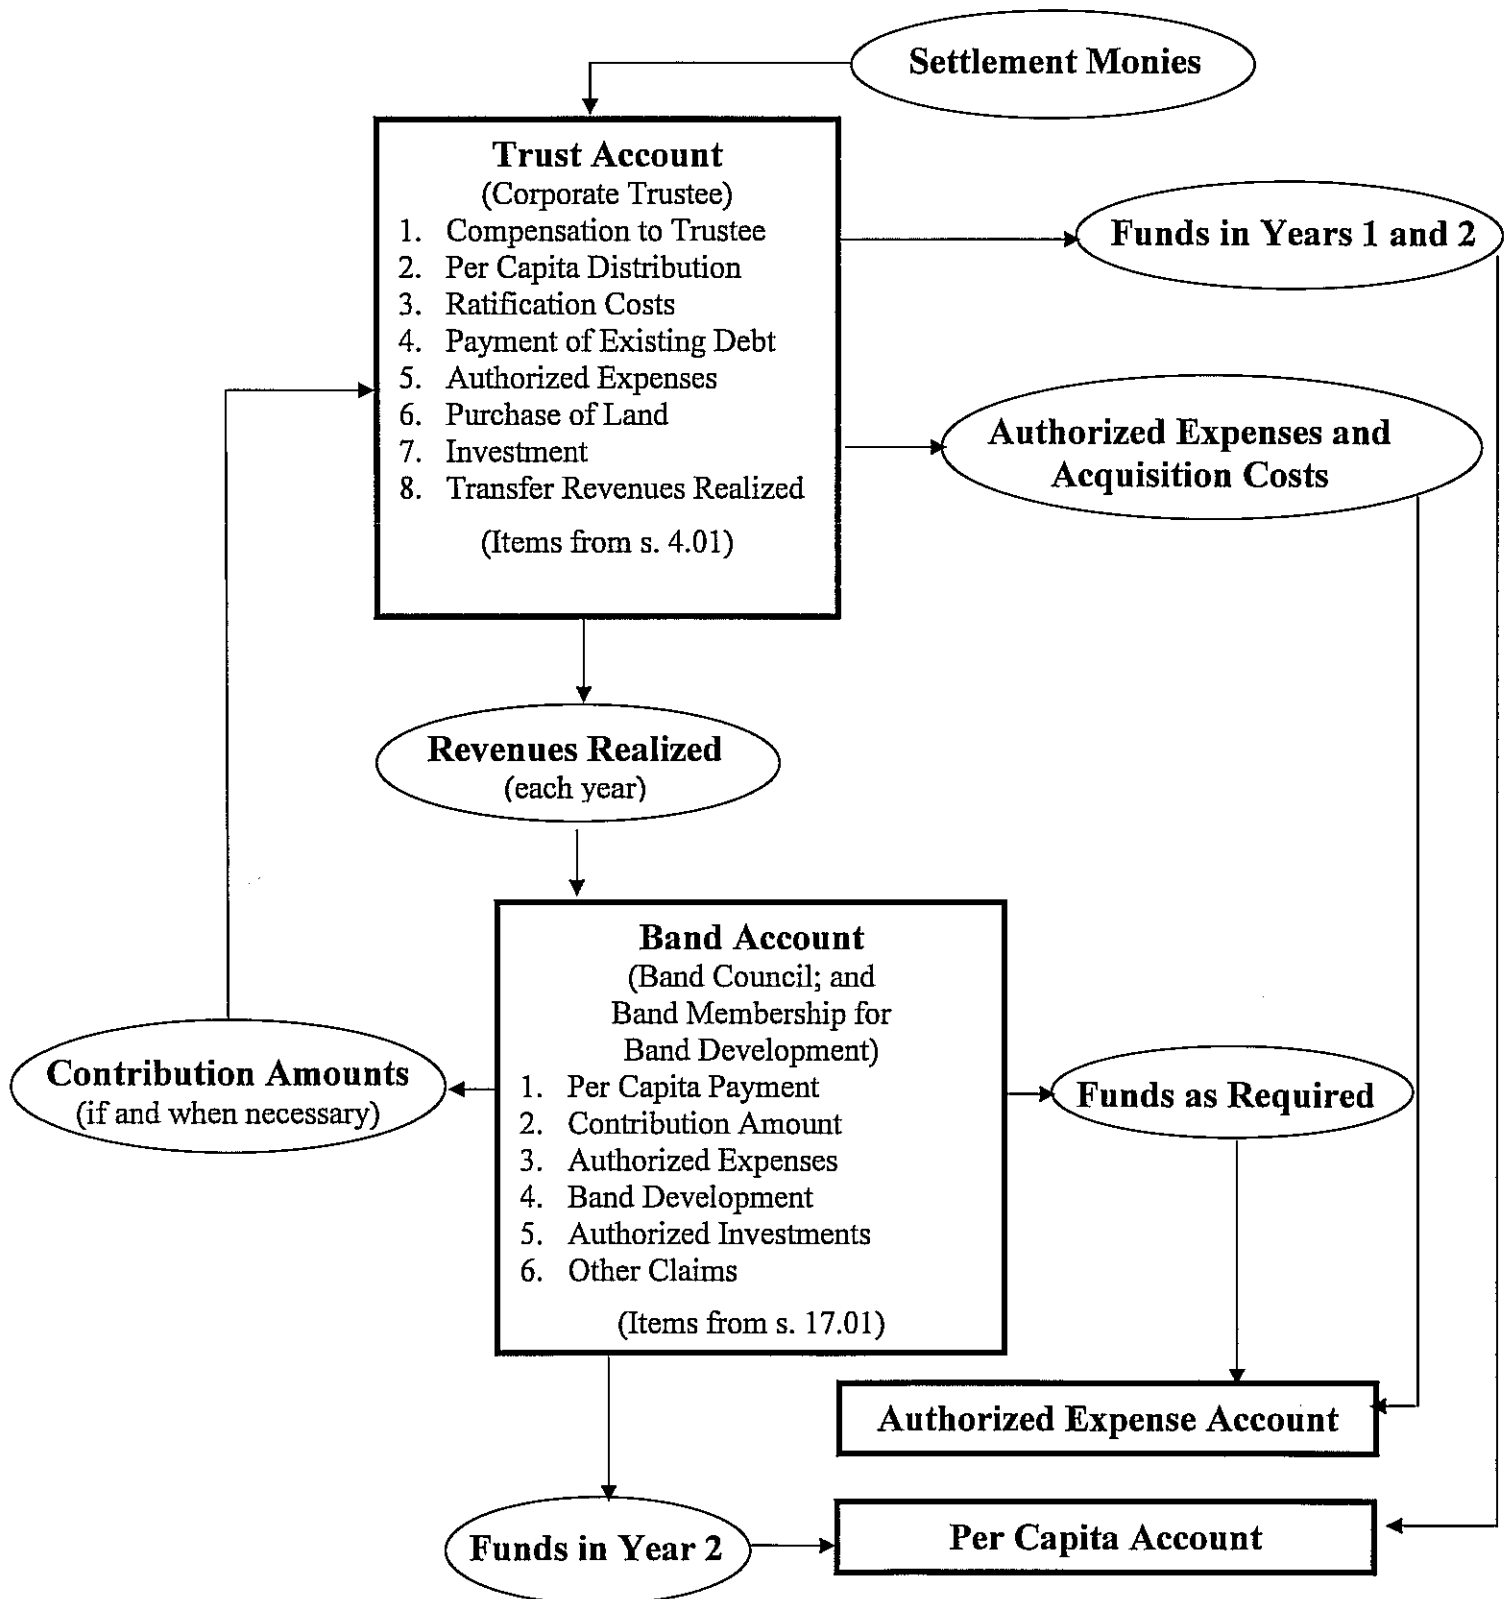 Settlement Monies
Trust Account
(Corporate Trustee)
1. Compensation to Trustee
2. Per Capita Distribution
3. Ratification Costs
4. Payment of Existing Debt
5. Authorized Expenses
6. Purchase of Land
7. Investment
8. Transfer Revenues Realized
(Items from s. 4.01)
Funds in Years 1 and 2
Authorized Expenses and
Acquisition Costs
Revenues Realized
(each year)
Band Account
(Band Council; and
Band Membership for
Band Development)
1. Per Capita Payment
2. Contribution Amount
3. Authorized Expenses
4. Band Development
5. Authorized Investments
6. Other Claims
(Items from s. 17.01)
Contribution Amounts
(if and when necessary)
Funds as Required
Authorized Expense Account
Funds in Year 2
Per Capita Account